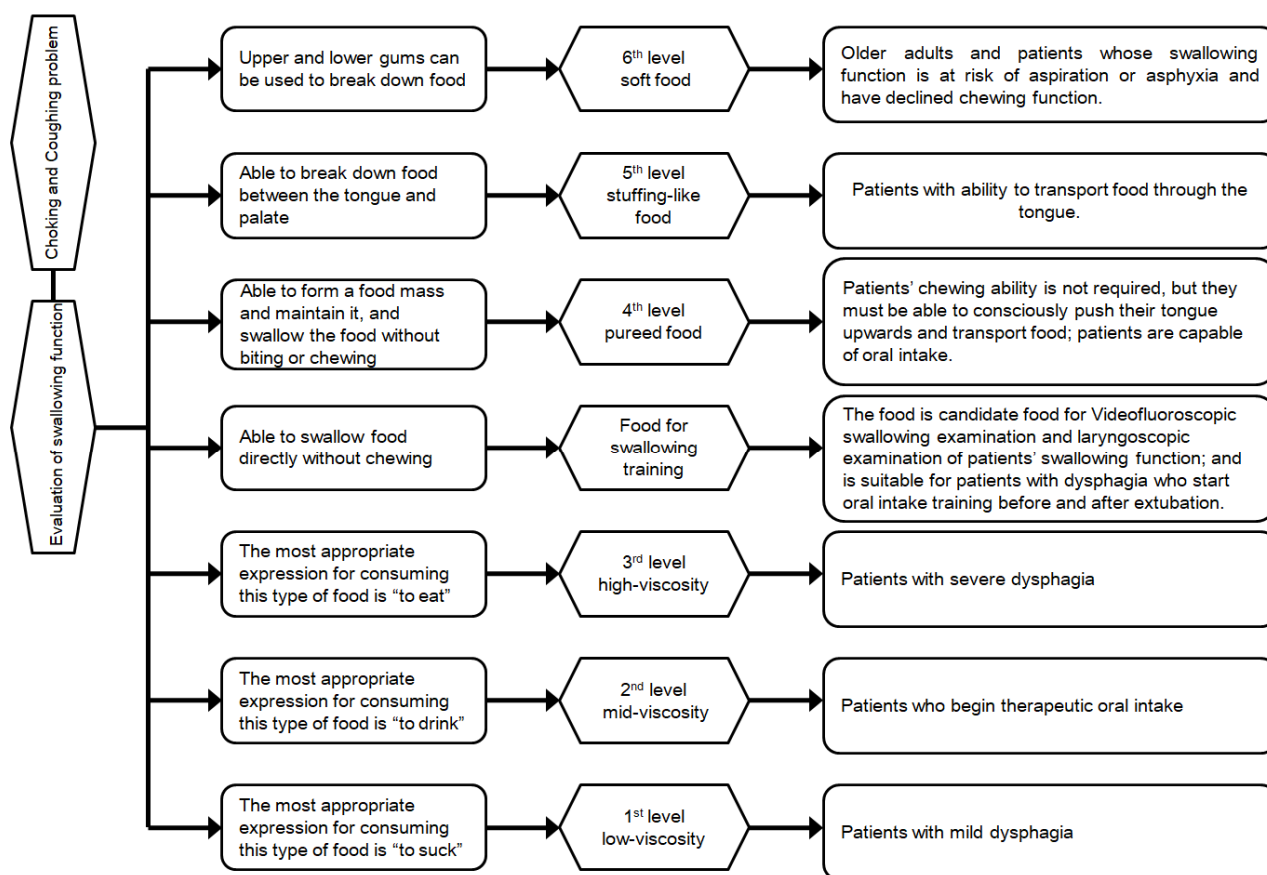 Choking and Coughing problem
Evaluation of swallowing function
Upper and lower gums can
be used to break down food
6th level
soft food
Older adults and patients whose swallowing
function is at risk of aspiration or asphyxia and
have declined chewing function.
Able to break down food
between the tongue and
palate
5th level
stuffing-like
food
Patients with ability to transport food through the
tongue.
Able to form a food mass
and maintain it, and
swallow the food without
biting or chewing
4th level
pureed food
Patients' chewing ability is not required, but they
must be able to consciously push their tongue
upwards and transport food; patients are capable
of oral intake.
Able to swallow food
directly without chewing
Food for
swallowing
training
The food is candidate food for Videofluoroscopic
swallowing examination and laryngoscopic
examination of patients' swallowing function; and
is suitable for patients with dysphagia who start
oral intake training before and after extubation.
The most appropriate
expression for consuming
this type of food is “to eat”
3rd level
high-viscosity
Patients with severe dysphagia
The most appropriate
expression for consuming
this type of food is “to drink”
2nd level
mid-viscosity
Patients who begin therapeutic oral intake
The most appropriate
expression for consuming
this type of food is “to suck”
1st level
low-viscosity
Patients with mild dysphagia